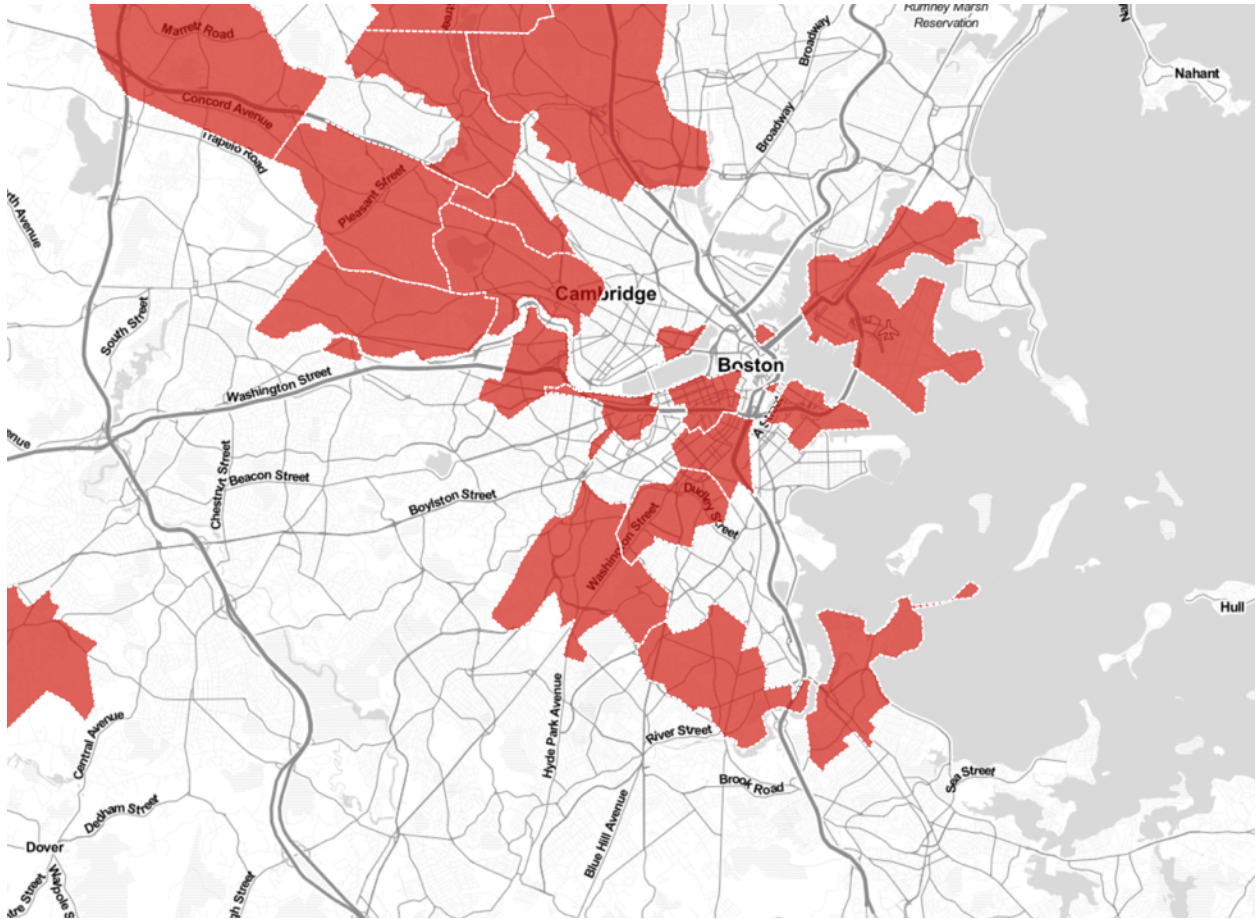 Rumney Marsh
Reservation
Marrett Road
Broadway
Nahant
Concord Avenue
Broadway
Trapelo Road
Pleasant Street
Cambridge
South Street
Boston
Washington Street
Chestnut Street
Beacon Street
Boylston Street
Dudley Street
Washington Street
Hull
Central Avenue
Hyde Park Avenue
River Street
Brook Road
Sea Street
Dedham Street
Blue Hill Avenue
Dover